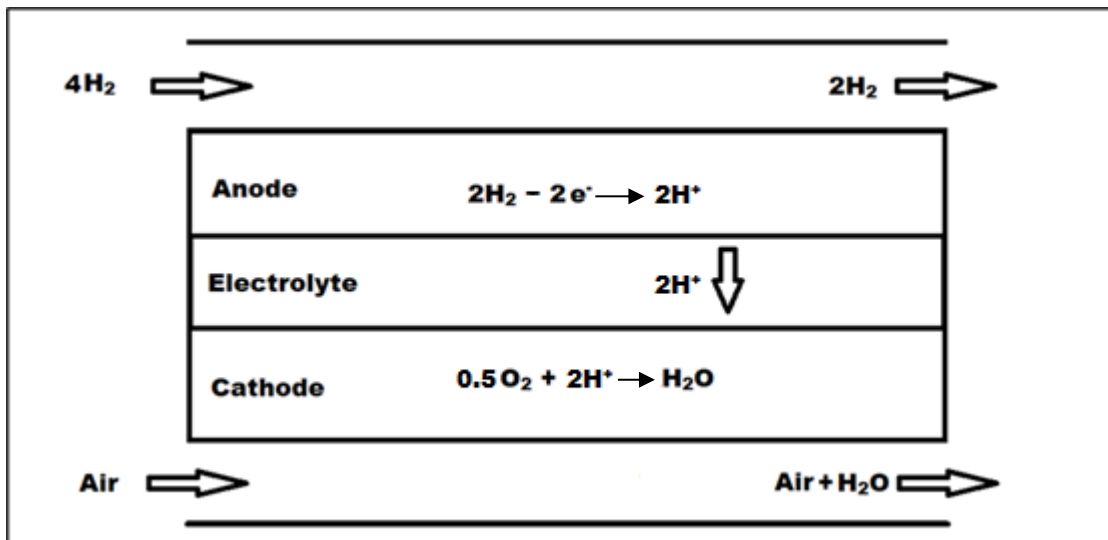 4H₂ 2H₂
Anode 2H₂ − 2e⁻ → 2H⁺
Electrolyte 2H⁺
Cathode 0.5O₂ + 2H⁺ → H₂O
Air Air + H₂O